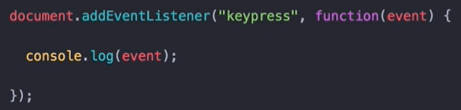 document.addEventListener("keypress", function(event) {
console.log(event);
});